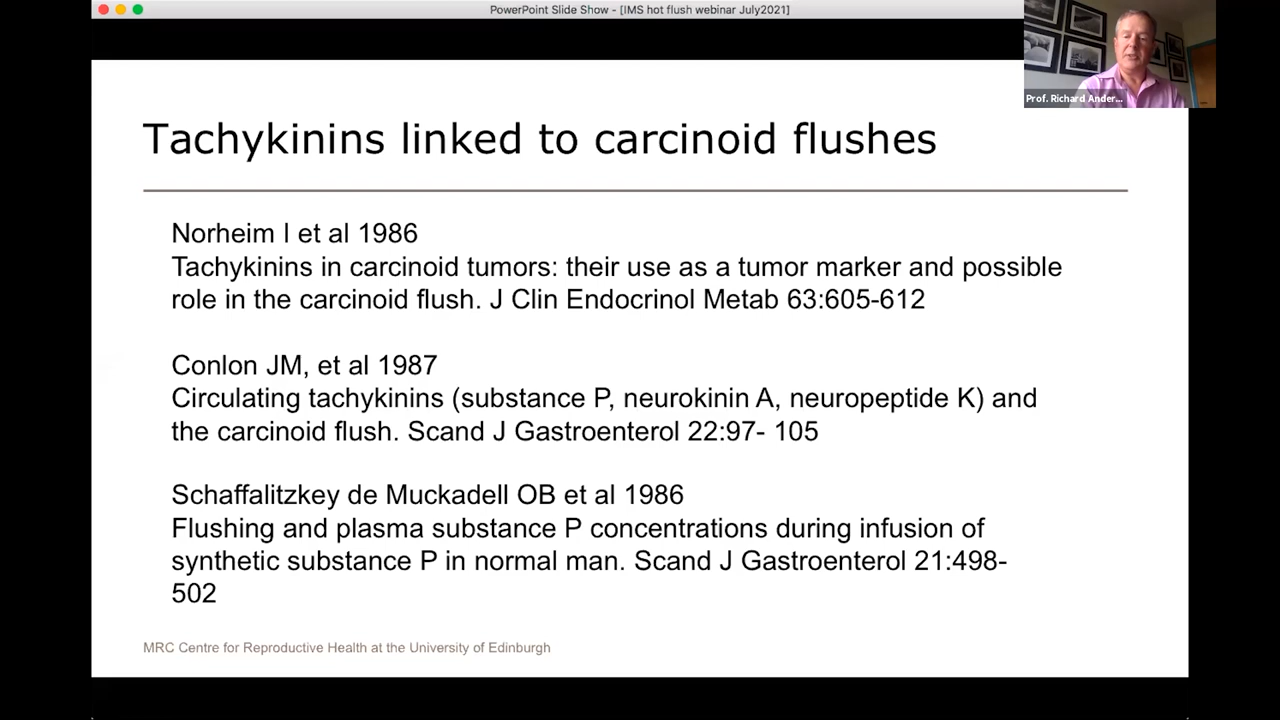 PowerPoint Slide Show - [IMS hot flush webinar July2021]
Prof. Richard Ander...
Tachykinins linked to carcinoid flushes
Norheim I et al 1986
Tachykinins in carcinoid tumors: their use as a tumor marker and possible
role in the carcinoid flush. J Clin Endocrinol Metab 63:605-612
Conlon JM, et al 1987
Circulating tachykinins (substance P, neurokinin A, neuropeptide K) and
the carcinoid flush. Scand J Gastroenterol 22:97- 105
Schaffalitzkey de Muckadell OB et al 1986
Flushing and plasma substance P concentrations during infusion of
synthetic substance P in normal man. Scand J Gastroenterol 21:498-
502
MRC Centre for Reproductive Health at the University of Edinburgh